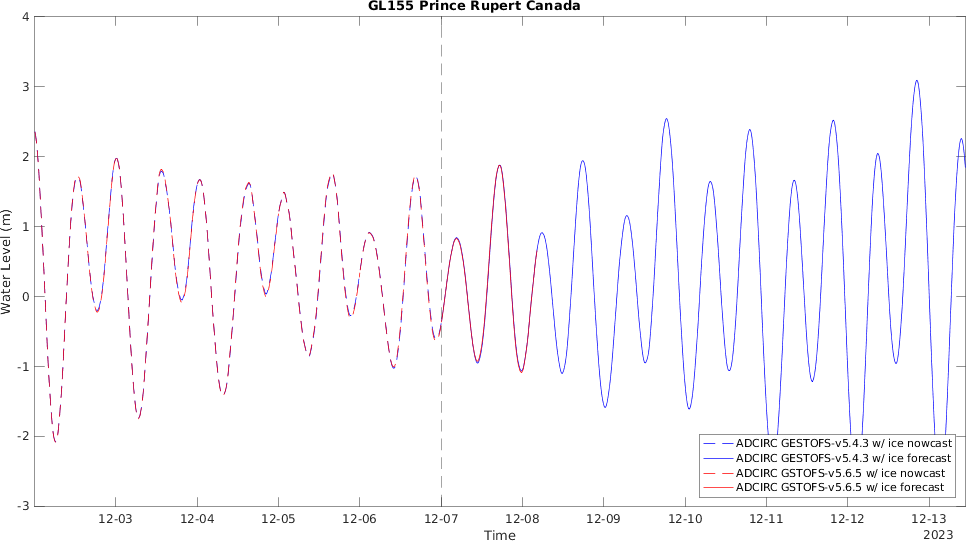 GL155 Prince Rupert Canada
4
3
2
1
0
-1
-2
-3
Water Level (m)
ADCIRC GESTOFS-v5.4.3 w/ ice nowcast
ADCIRC GESTOFS-v5.4.3 w/ ice forecast
ADCIRC GSTOFS-v5.6.5 w/ ice nowcast
ADCIRC GSTOFS-v5.6.5 w/ ice forecast
12-03 12-04 12-05 12-06 12-07 12-08 12-09 12-10 12-11 12-12 12-13
Time 2023